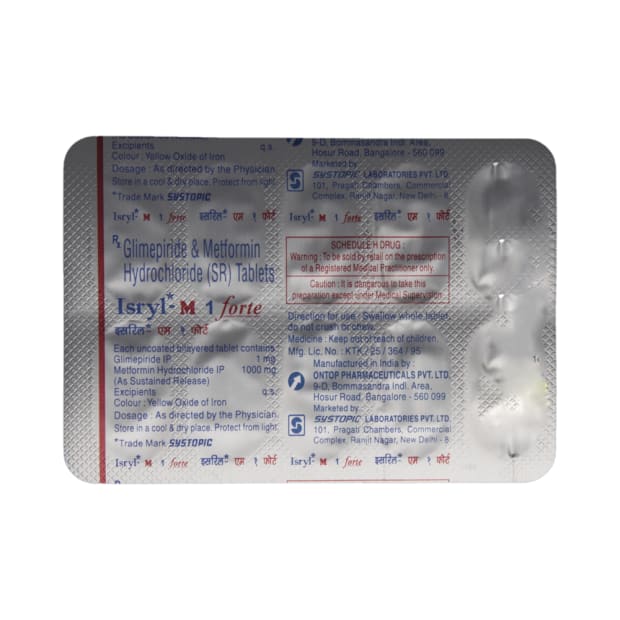 Excipients q.s.
Colour : Yellow Oxide of Iron
Dosage : As directed by the Physician.
Store in a cool & dry place. Protect from light.
*Trade Mark SYSTOPIC
Isryl*- M 1 forte इसरिल*- एम १ फोर्ट
Rx Glimepiride & Metformin
Hydrochloride (SR) Tablets
Isryl*- M 1 forte
इसरिल*- एम १ फोर्ट
Each uncoated bilayered tablet contains :
Glimepiride IP 1 mg
Metformin Hydrochloride IP 1000 mg
(As Sustained Release)
Excipients q.s.
Colour : Yellow Oxide of Iron
Dosage : As directed by the Physician.
Store in a cool & dry place. Protect from light.
*Trade Mark SYSTOPIC
Isryl*- M 1 forte इसरिल*- एम १ फोर्ट
9-D, Bommasandra Indl. Area,
Hosur Road, Bangalore - 560 099
Marketed by :
SYSTOPIC LABORATORIES PVT. LTD.
101, Pragati Chambers, Commercial
Complex, Ranjit Nagar, New Delhi - 8
Isryl*- M 1 forte इसरिल*- एम १ फोर्ट
SCHEDULE H DRUG :
Warning : To be sold by retail on the prescription
of a Registered Medical Practitioner only.
Caution : It is dangerous to take this
preparation except under Medical Supervision
Direction for use : Swallow whole tablet,
do not crush or chew.
Medicine : Keep out of reach of children.
Mfg. Lic. No. : KTK / 25 / 364 / 95
Manufactured in India by :
ONTOP PHARMACEUTICALS PVT. LTD.
9-D, Bommasandra Indl. Area,
Hosur Road, Bangalore - 560 099
Marketed by :
SYSTOPIC LABORATORIES PVT. LTD.
101, Pragati Chambers, Commercial
Complex, Ranjit Nagar, New Delhi - 8
Isryl*- M 1 forte इसरिल*- एम १ फोर्ट